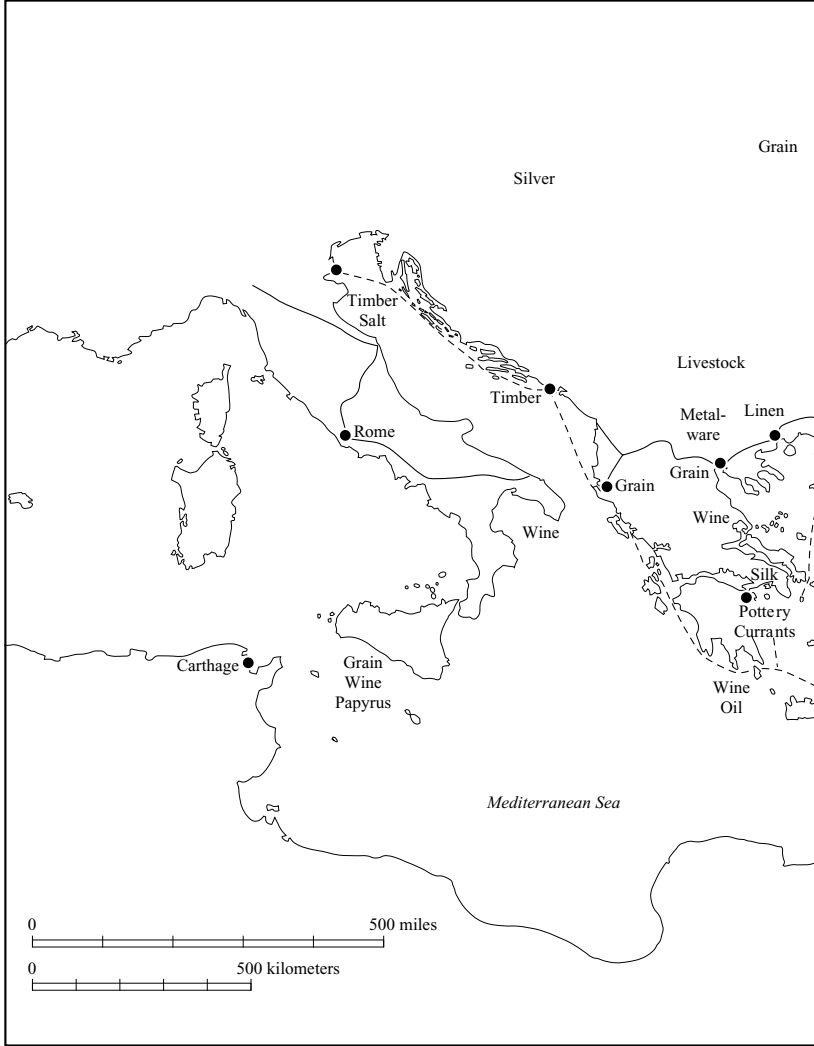 Grain
Silver
Timber
Salt
Livestock
Timber
Metal-
ware
Linen
Rome
Grain
Grain
Wine
Wine
Silk
Pottery
Currants
Carthage
Grain
Wine
Papyrus
Wine
Oil
Mediterranean Sea
0
500 miles
0
500 kilometers